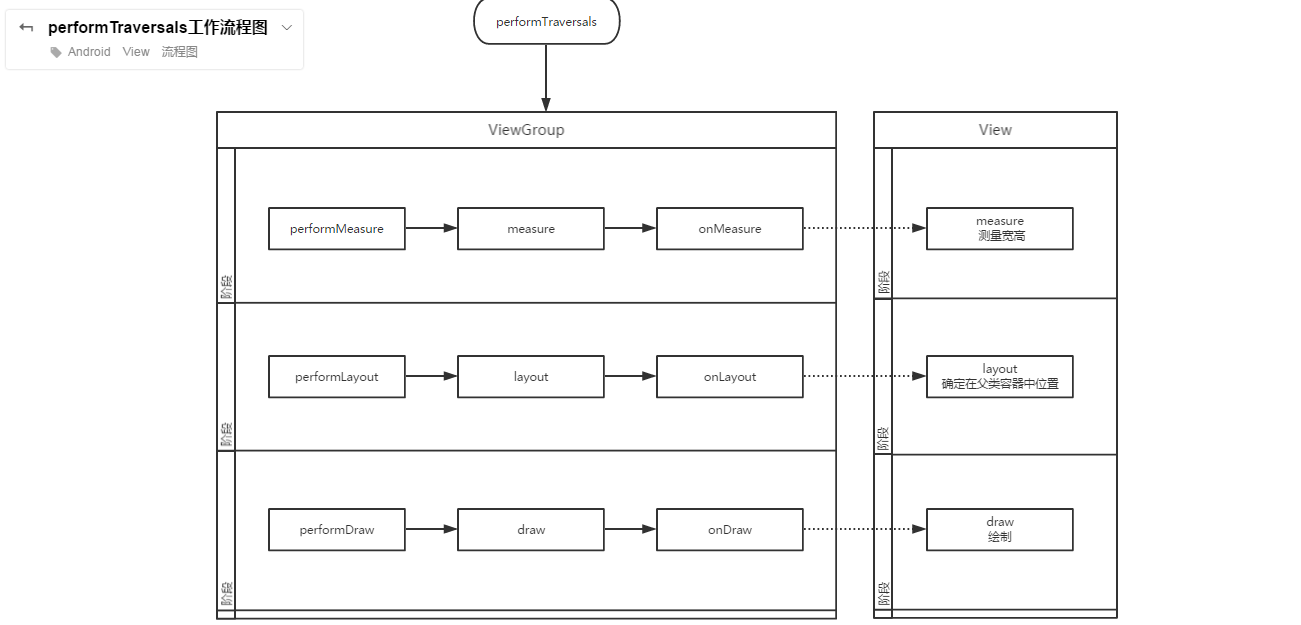 performTraversals工作流程图
Android View 流程图
performTraversals
ViewGroup
View
performMeasure
measure
onMeasure
measure
测量宽高
阶段
阶段
performLayout
layout
onLayout
layout
确定在父类容器中位置
阶段
阶段
performDraw
draw
onDraw
draw
绘制
阶段
阶段